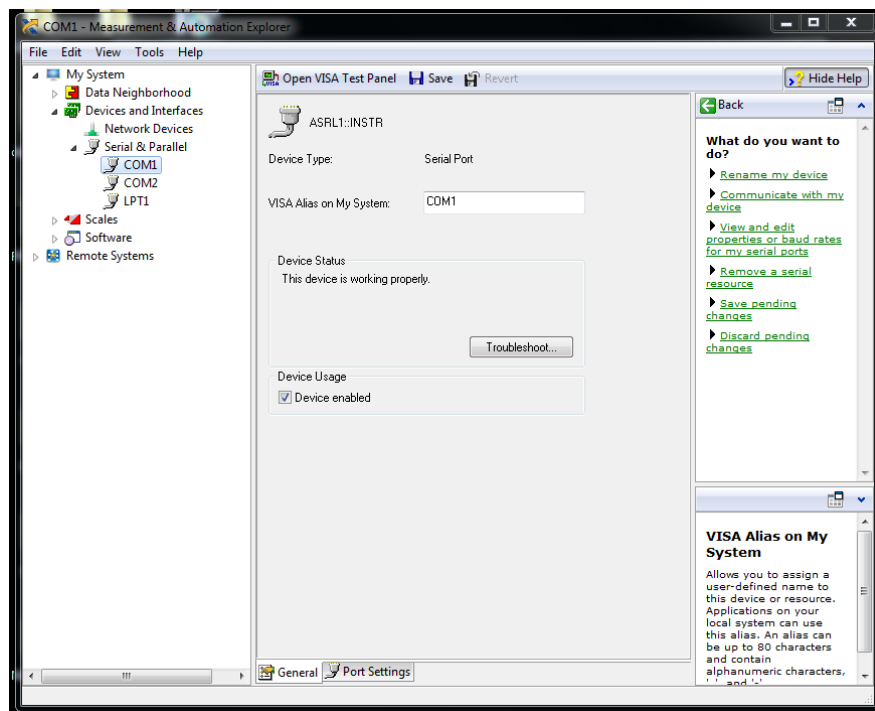 COM1 - Measurement & Automation Explorer
File Edit View Tools Help
My System
Data Neighborhood
Devices and Interfaces
Network Devices
Serial & Parallel
COM1
COM2
LPT1
Scales
Software
Remote Systems
Open VISA Test Panel Save Revert
Hide Help
ASRL1::INSTR
Device Type: Serial Port
VISA Alias on My System: COM1
Device Status
This device is working properly.
Troubleshoot...
Device Usage
Device enabled
General Port Settings
Back
What do you want to
do?
Rename my device
Communicate with my
device
View and edit
properties or baud rates
for my serial ports
Remove a serial
resource
Save pending
changes
Discard pending
changes
VISA Alias on My
System
Allows you to assign a
user-defined name to
this device or resource.
Applications on your
local system can use
this alias. An alias can
be up to 80 characters
and contain
alphanumeric characters,
and